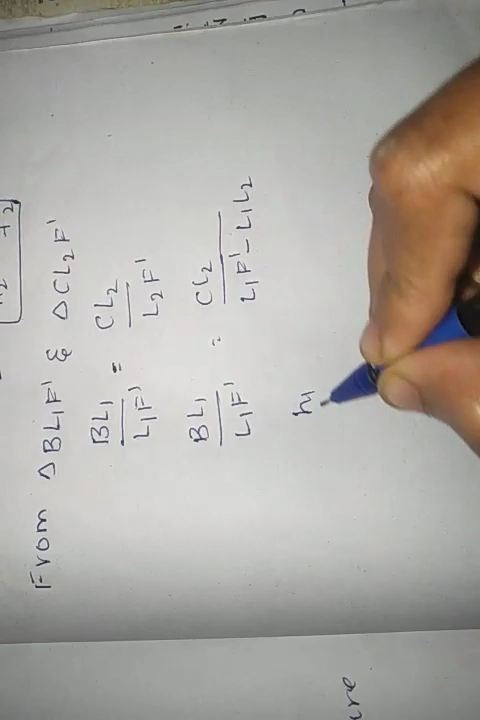 From ΔBL1F' & ΔCL2F'
BL1/L1F' = CL2/L2F'
BL1/L1F' = CL2/L1F'-L1L2
h1